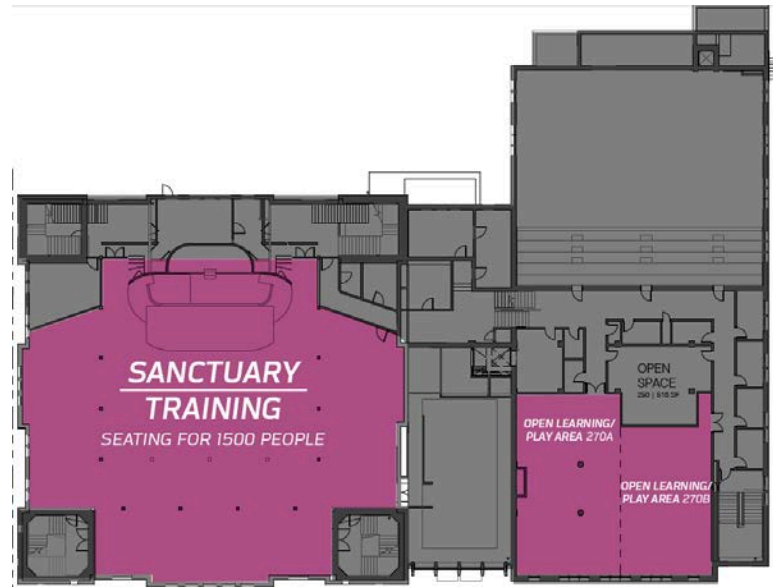 SANCTUARY
TRAINING
SEATING FOR 1500 PEOPLE
OPEN
SPACE
OPEN LEARNING/
PLAY AREA 270A
OPEN LEARNING/
PLAY AREA 270B